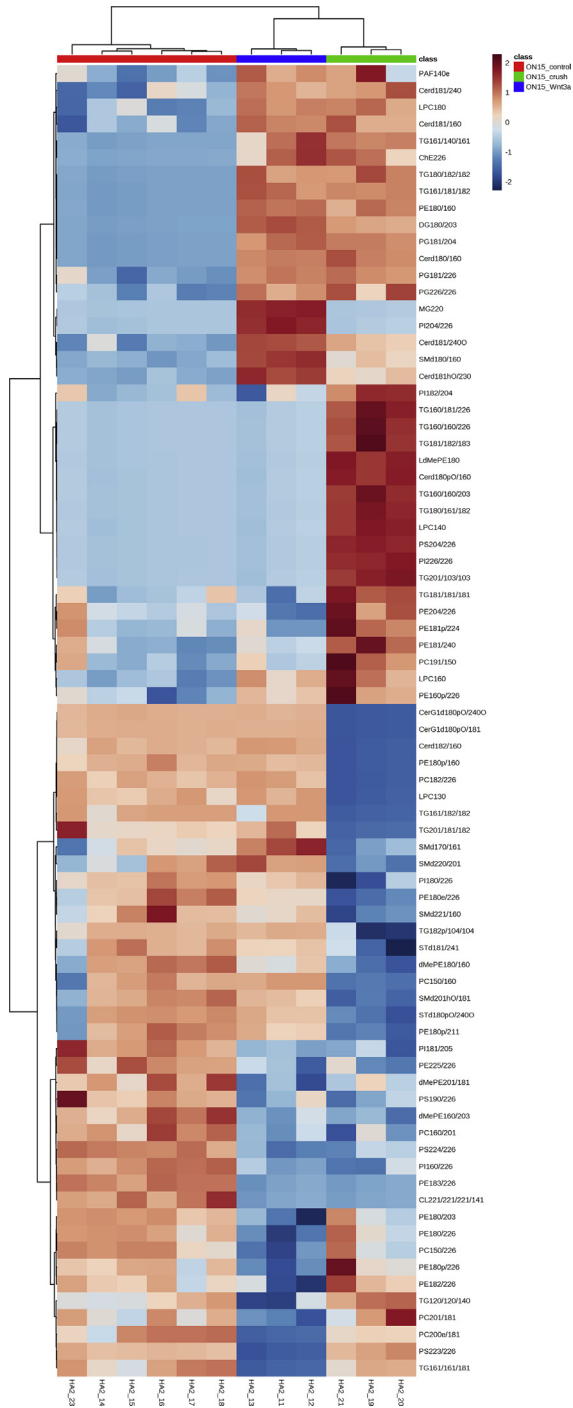 class
class
ON15_control
ON15_crush
ON15_Wnt3a
2
1
0
-1
-2
PAF140e
Cerd181/240
LPC180
Cerd181/160
TG161/140/161
ChE226
TG180/182/182
TG161/181/182
PE180/160
DG180/203
PG181/204
Cerd180/160
PG181/226
PG226/226
MG220
PI204/226
Cerd181/240O
SMd180/160
Cerd181hO/230
PI182/204
TG160/181/226
TG160/160/226
TG181/182/183
LdMePE180
Cerd180pO/160
TG160/160/203
TG180/161/182
LPC140
PS204/226
PI226/226
TG201/103/103
TG181/181/181
PE204/226
PE181p/224
PE181/240
PC191/150
LPC160
PE160p/226
CerG1d180pO/240O
CerG1d180pO/181
Cerd182/160
PE180p/160
PC182/226
LPC130
TG161/182/182
TG201/181/182
SMd170/161
SMd220/201
PI180/226
PE180e/226
SMd221/160
TG182p/104/104
STd181/241
dMePE180/160
PC150/160
SMd201hO/181
STd180pO/240O
PE180p/211
PI181/205
PE225/226
dMePE201/181
PS190/226
dMePE160/203
PC160/201
PS224/226
PI160/226
PE183/226
CL221/221/221/141
PE180/203
PE180/226
PC150/226
PE180p/226
PE182/226
TG120/120/140
PC201/181
PC200e/181
PS223/226
TG161/161/181
HA2_23
HA2_14
HA2_15
HA2_16
HA2_17
HA2_18
HA2_13
HA2_11
HA2_12
HA2_21
HA2_19
HA2_20